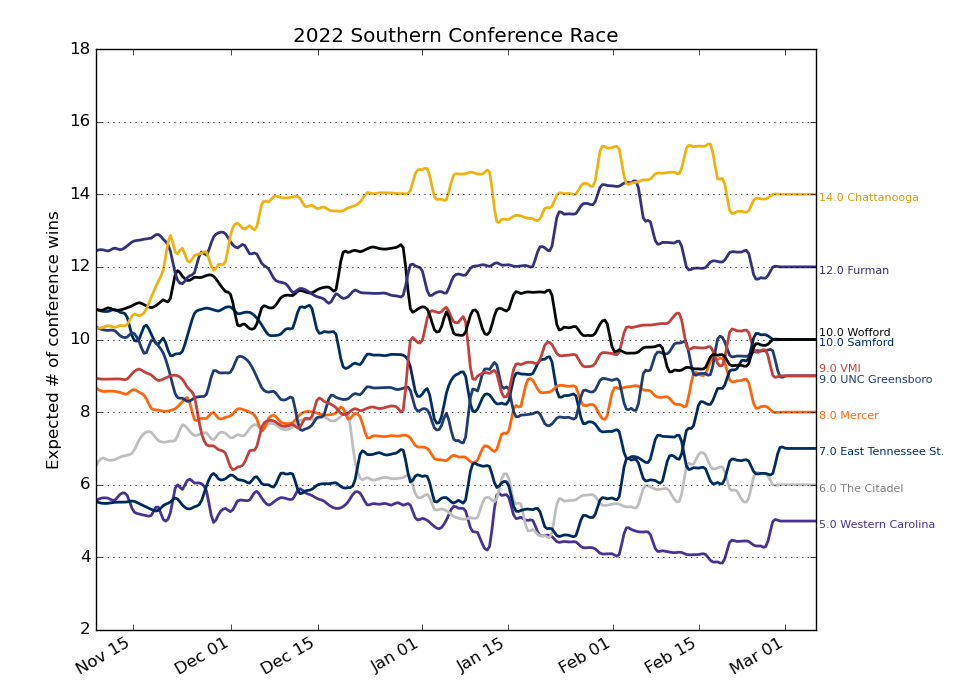 2022 Southern Conference Race
Expected # of conference wins
18
16
14
12
10
8
6
4
2
14.0 Chattanooga
12.0 Furman
10.0 Wofford
10.0 Samford
9.0 VMI
9.0 UNC Greensboro
8.0 Mercer
7.0 East Tennessee St.
6.0 The Citadel
5.0 Western Carolina
Nov 15
Dec 01
Dec 15
Jan 01
Jan 15
Feb 01
Feb 15
Mar 01